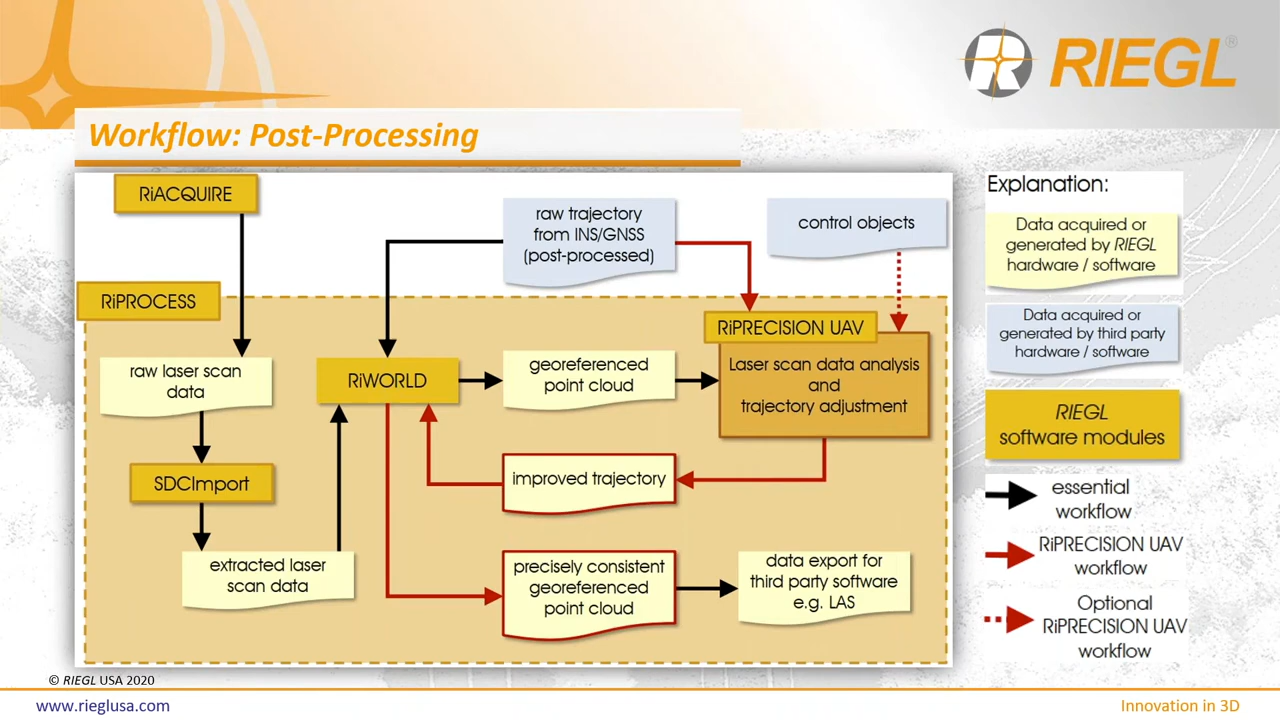 RIEGL®
Workflow: Post-Processing
RiACQUIRE
raw trajectory
from INS/GNSS
(post-processed)
control objects
RiPROCESS
RiPRECISION UAV
raw laser scan
data
RiWORLD
georeferenced
point cloud
Laser scan data analysis
and
trajectory adjustment
SDCImport
improved trajectory
extracted laser
scan data
precisely consistent
georeferenced
point cloud
data export for
third party software
e.g. LAS
Explanation:
Data acquired or
generated by RIEGL
hardware / software
Data acquired or
generated by third party
hardware / software
RIEGL
software modules
essential
workflow
RiPRECISION UAV
workflow
Optional
RiPRECISION UAV
workflow
© RIEGL USA 2020
www.rieglusa.com
Innovation in 3D